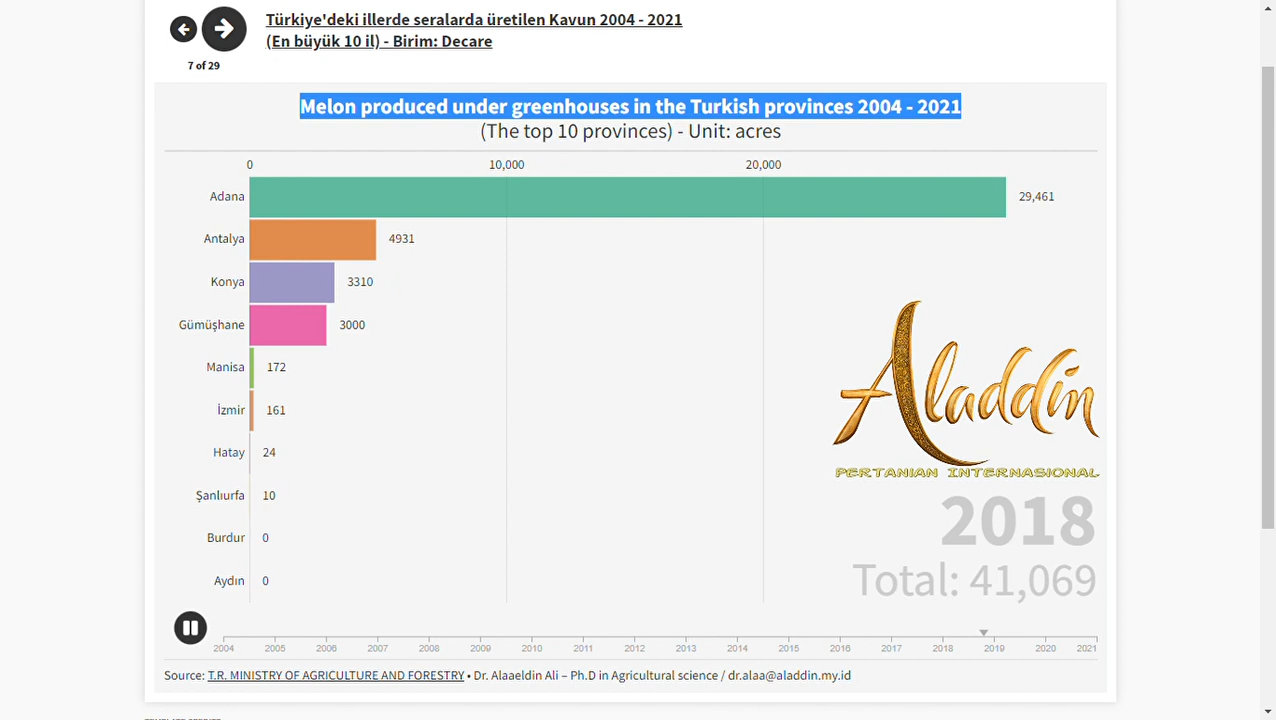 Türkiye'deki illerde seralarda üretilen Kavun 2004 - 2021
(En büyük 10 il) - Birim: Decare
7 of 29
Melon produced under greenhouses in the Turkish provinces 2004 - 2021
(The top 10 provinces) - Unit: acres
0 10,000 20,000
Adana 29,461
Antalya 4931
Konya 3310
Gümüşhane 3000
Manisa 172
İzmir 161
Hatay 24
Şanlıurfa 10
Burdur 0
Aydın 0
Aladdin
PERTANIAN INTERNASIONAL
2018
Total: 41,069
2004 2005 2006 2007 2008 2009 2010 2011 2012 2013 2014 2015 2016 2017 2018 2019 2020 2021
Source: T.R. MINISTRY OF AGRICULTURE AND FORESTRY • Dr. Alaaeldin Ali – Ph.D in Agricultural science / dr.alaa@aladdin.my.id